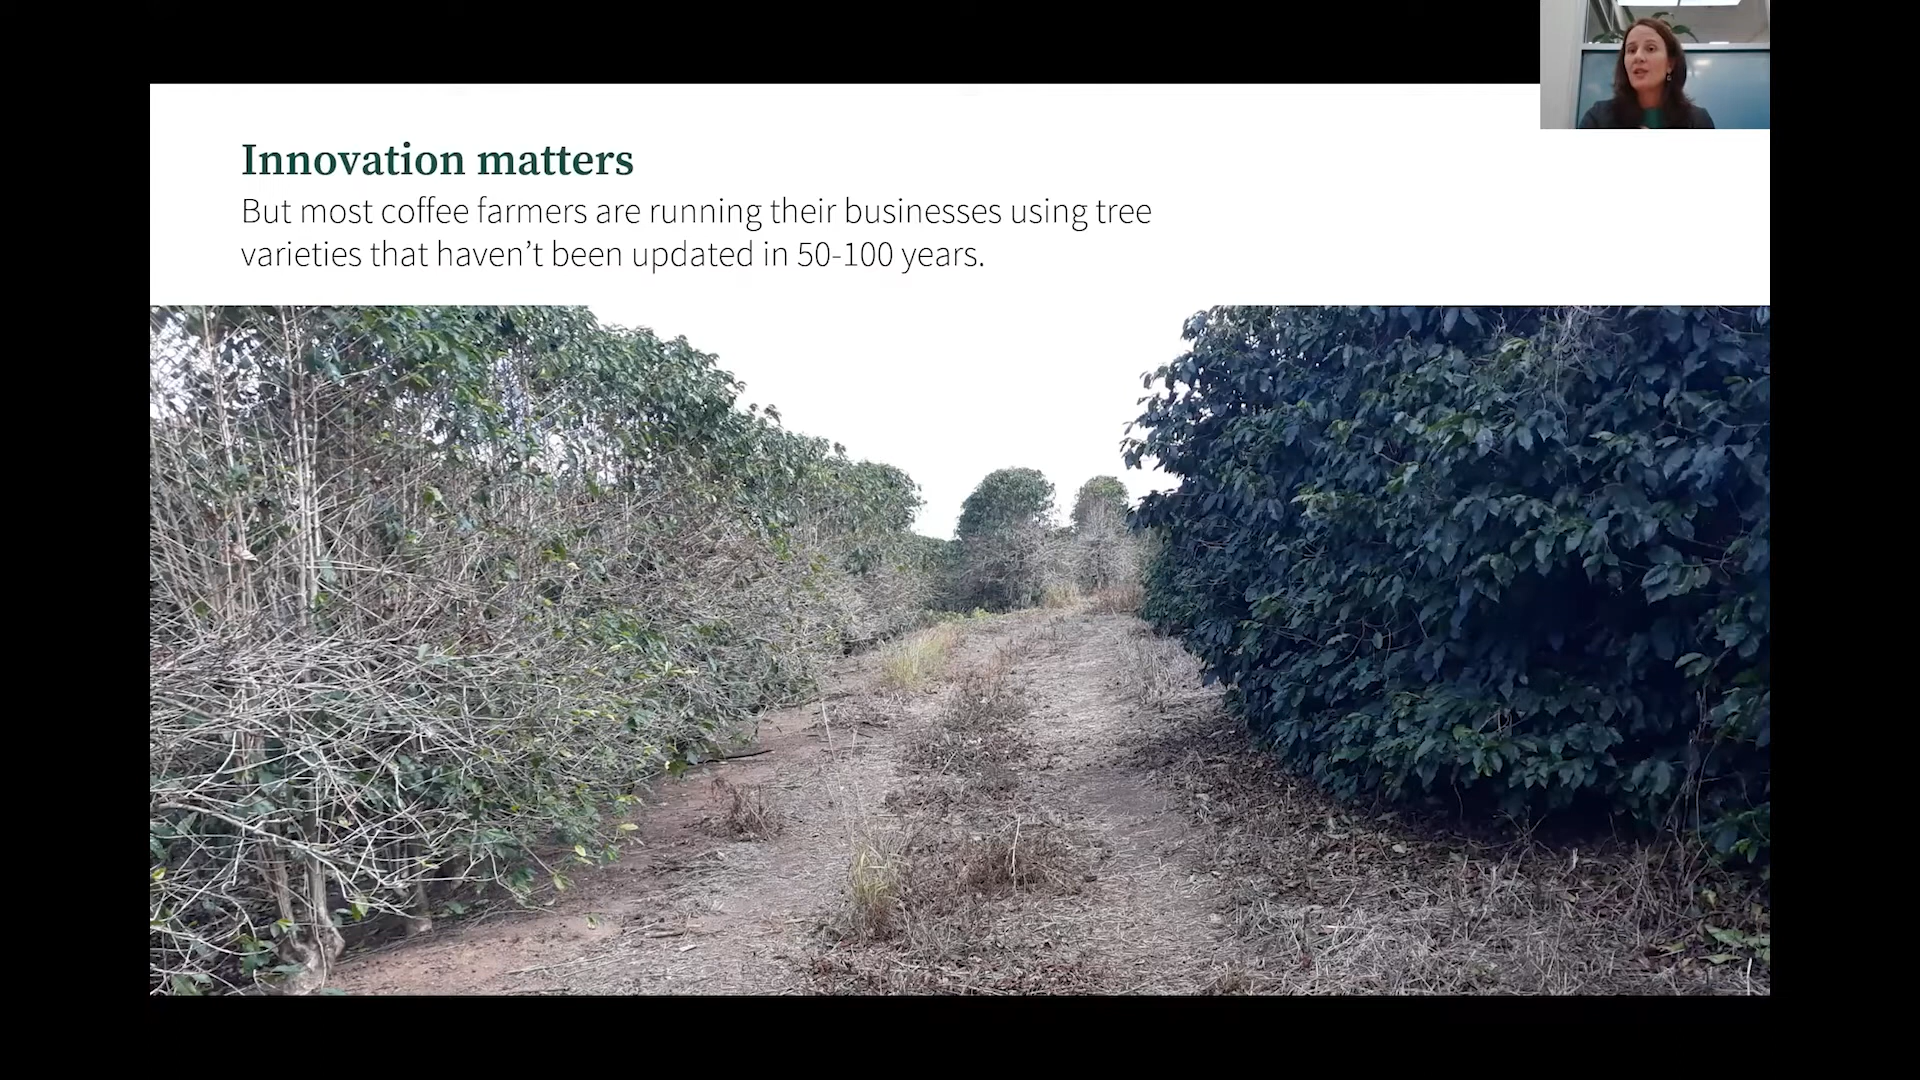 Innovation matters
But most coffee farmers are running their businesses using tree
varieties that haven’t been updated in 50-100 years.